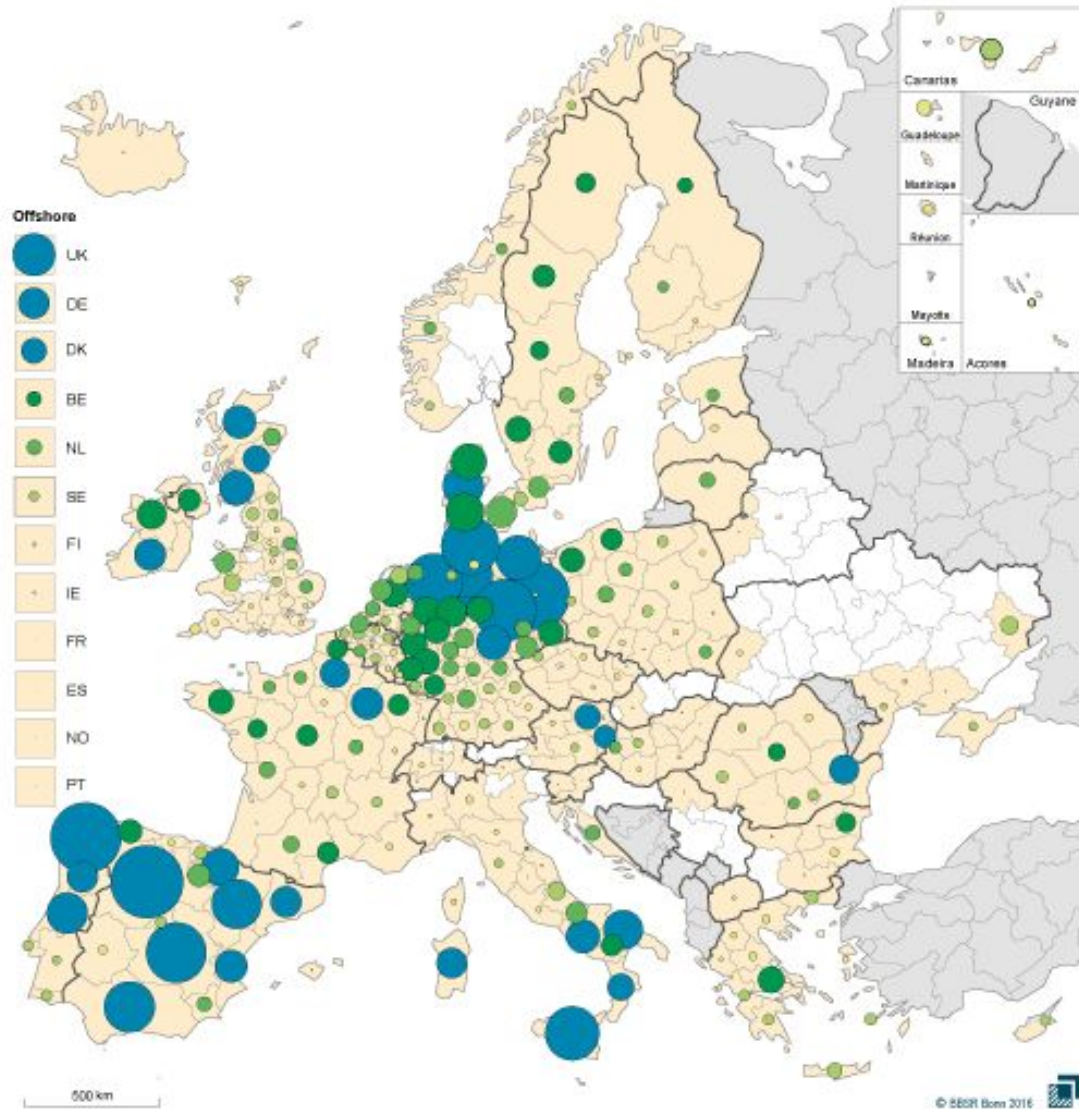 Canarias
Guyane
Guadeloupe
Martinique
Réunion
Mayotte
Madeira
Açores
Offshore
UK
DE
DK
BE
NL
SE
FI
IE
FR
ES
NO
PT
500 km
© BBSR Bonn 2016